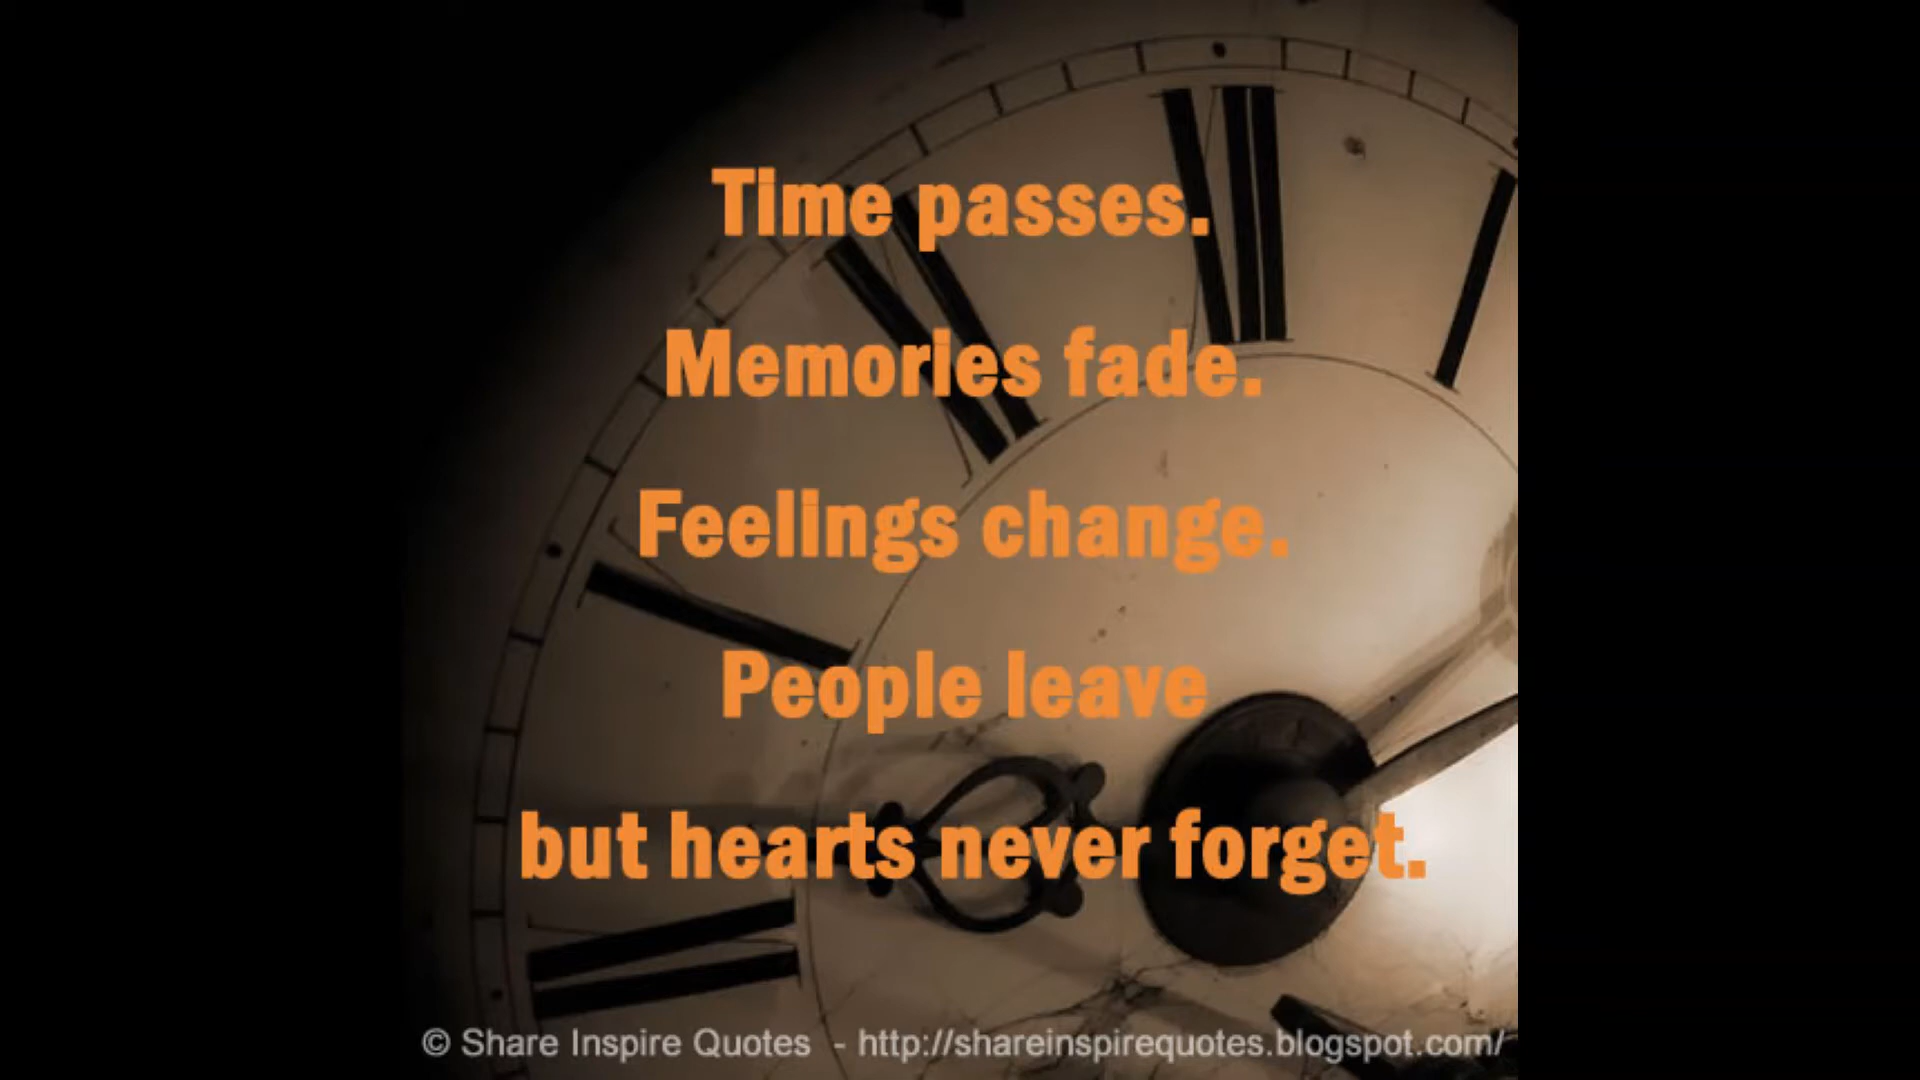 Time passes.
Memories fade.
Feelings change.
People leave
but hearts never forget.
© Share Inspire Quotes - http://shareinspirequotes.blogspot.com/